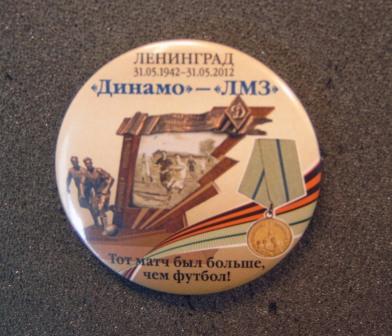 ЛЕНИНГРАД
31.05.1942–31.05.2012
«Динамо»—«ЛМЗ»
Тот матч был больше,
чем футбол!